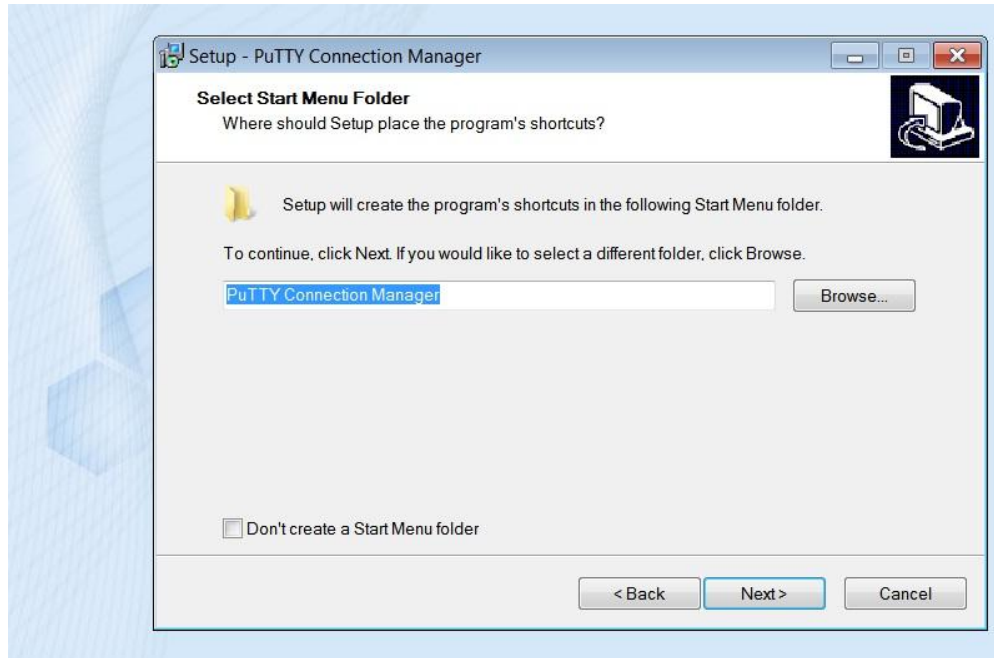 Setup - PuTTY Connection Manager
Select Start Menu Folder
Where should Setup place the program's shortcuts?
Setup will create the program's shortcuts in the following Start Menu folder.
To continue, click Next. If you would like to select a different folder, click Browse.
PuTTY Connection Manager
Browse...
Don't create a Start Menu folder
< Back
Next >
Cancel